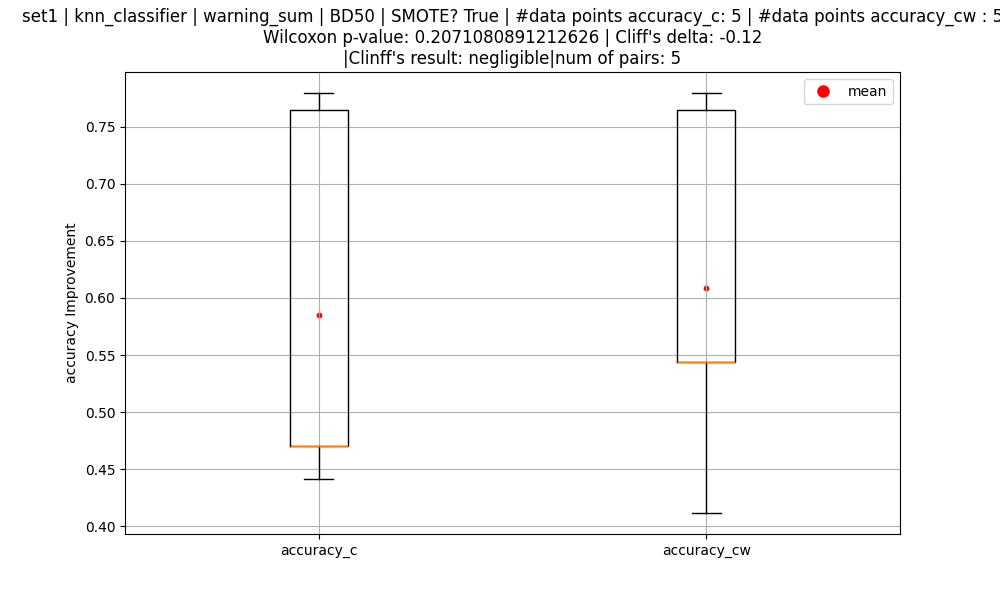 set1 | knn_classifier | warning_sum | BD50 | SMOTE? True | #data points accuracy_c: 5 | #data points accuracy_cw : 5
Wilcoxon p-value: 0.2071080891212626 | Cliff's delta: -0.12
|Clinff's result: negligible|num of pairs: 5
mean
0.75
0.70
0.65
0.60
0.55
0.50
0.45
0.40
accuracy Improvement
accuracy_c
accuracy_cw